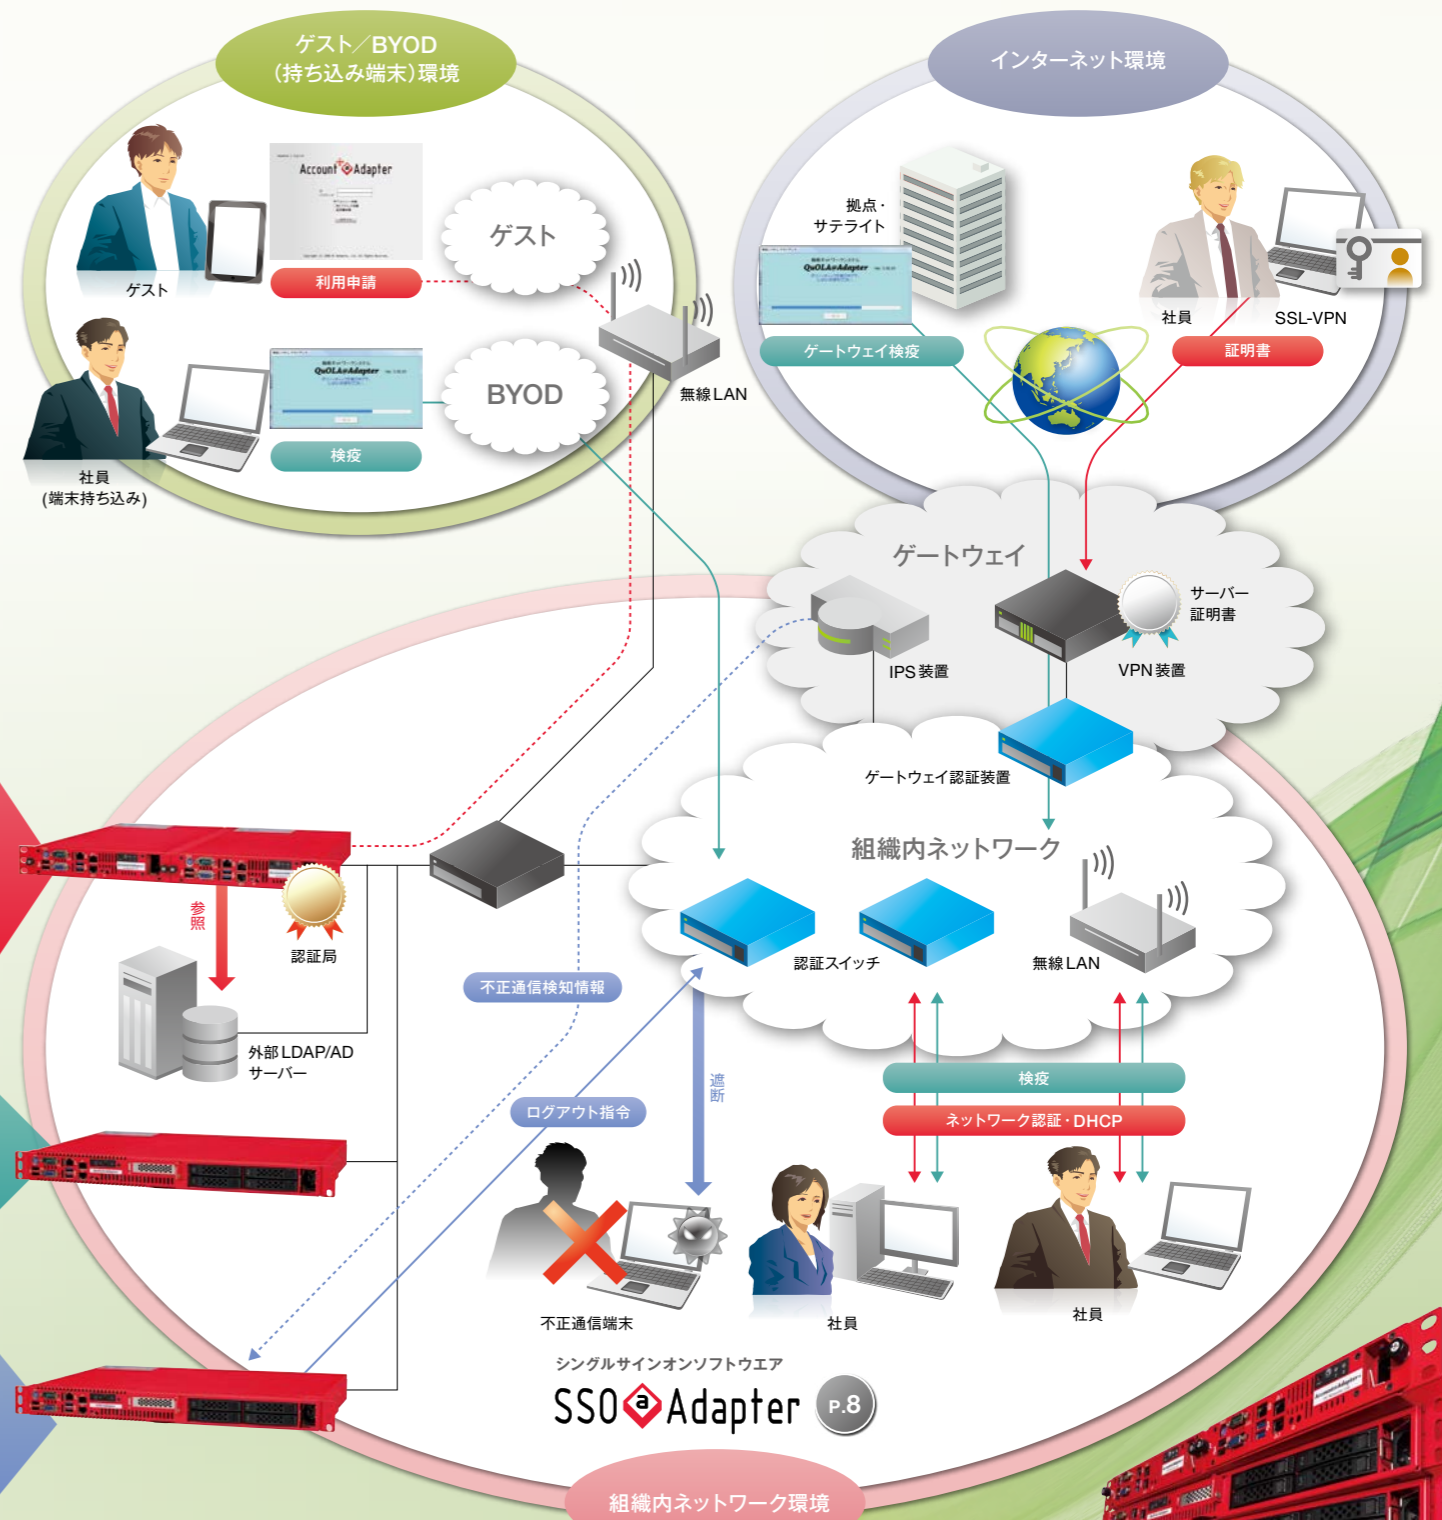 ゲスト／BYOD
（持ち込み端末）環境
インターネット環境
Account@Adapter
利用申請
ゲスト
ゲスト
無線LAN
QuOLA@Adapter
検疫
BYOD
社員
(端末持ち込み)
拠点・
サテライト
QuOLA@Adapter
ゲートウェイ検疫
社員
SSL-VPN
証明書
ゲートウェイ
IPS装置
サーバー
証明書
VPN装置
ゲートウェイ認証装置
組織内ネットワーク
認証スイッチ
無線LAN
参照
認証局
外部LDAP/AD
サーバー
不正通信検知情報
ログアウト指令
遮断
検疫
ネットワーク認証・DHCP
不正通信端末
社員
社員
シングルサインオンソフトウエア
SSO@Adapter
P.8
組織内ネットワーク環境